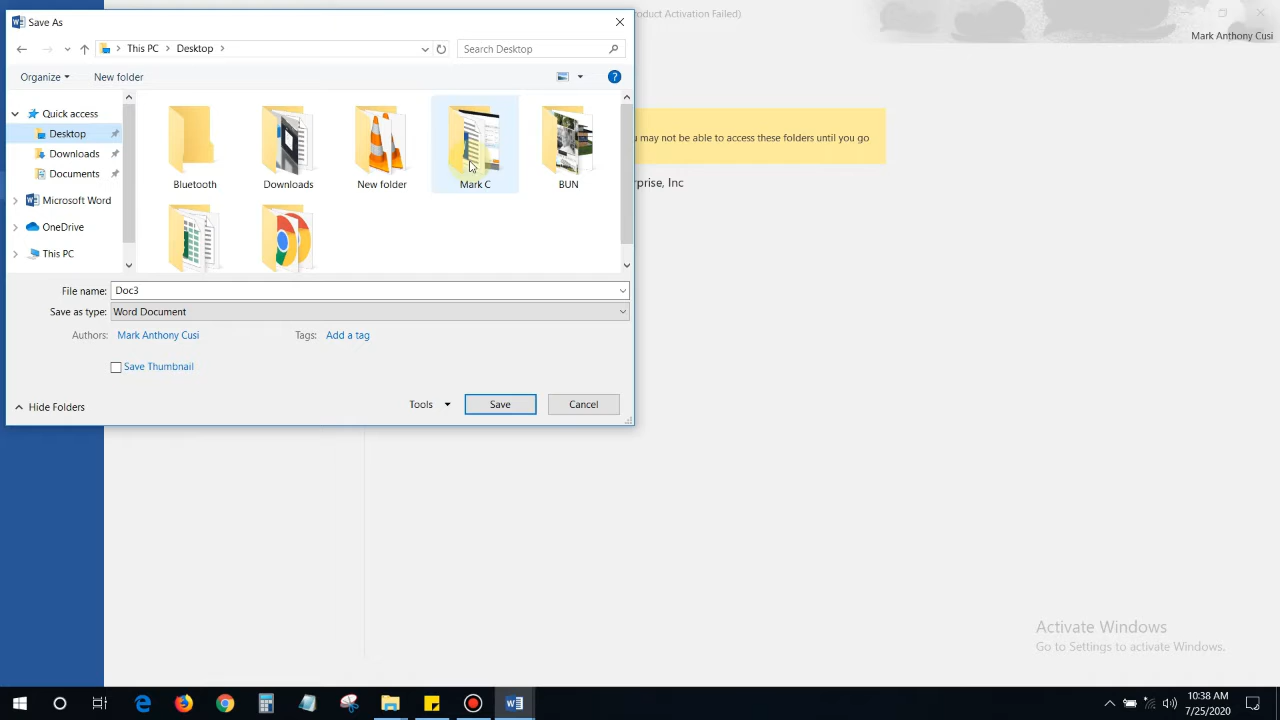 Save As
roduct Activation Failed)
Mark Anthony Cusi
This PC > Desktop >
Search Desktop
Organize
New folder
?
Quick access
Desktop
Downloads
Documents
Microsoft Word
OneDrive
This PC
Bluetooth
Downloads
New folder
Mark C
BUN
u may not be able to access these folders until you go
rprise, Inc
File name: Doc3
Save as type: Word Document
Authors: Mark Anthony Cusi
Tags: Add a tag
Save Thumbnail
Hide Folders
Tools
Save
Cancel
Activate Windows
Go to Settings to activate Windows.
10:38 AM
7/25/2020